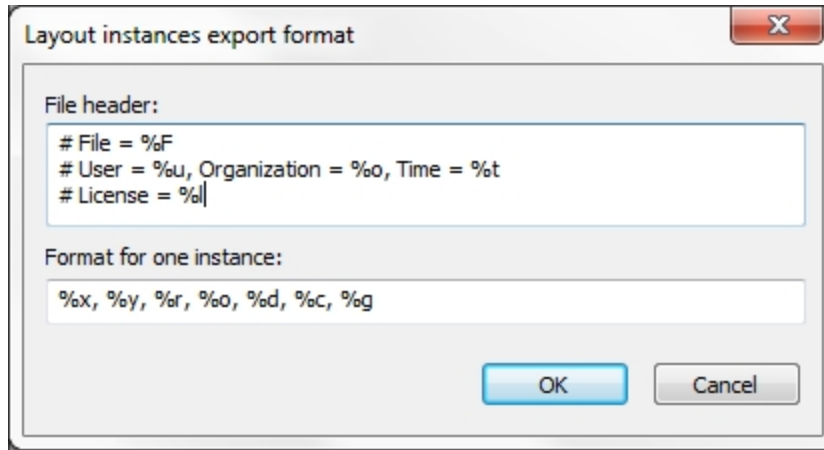 Layout instances export format
File header:
# File = %F
# User = %u, Organization = %o, Time = %t
# License = %l
Format for one instance:
%x, %y, %r, %o, %d, %c, %g
OK Cancel